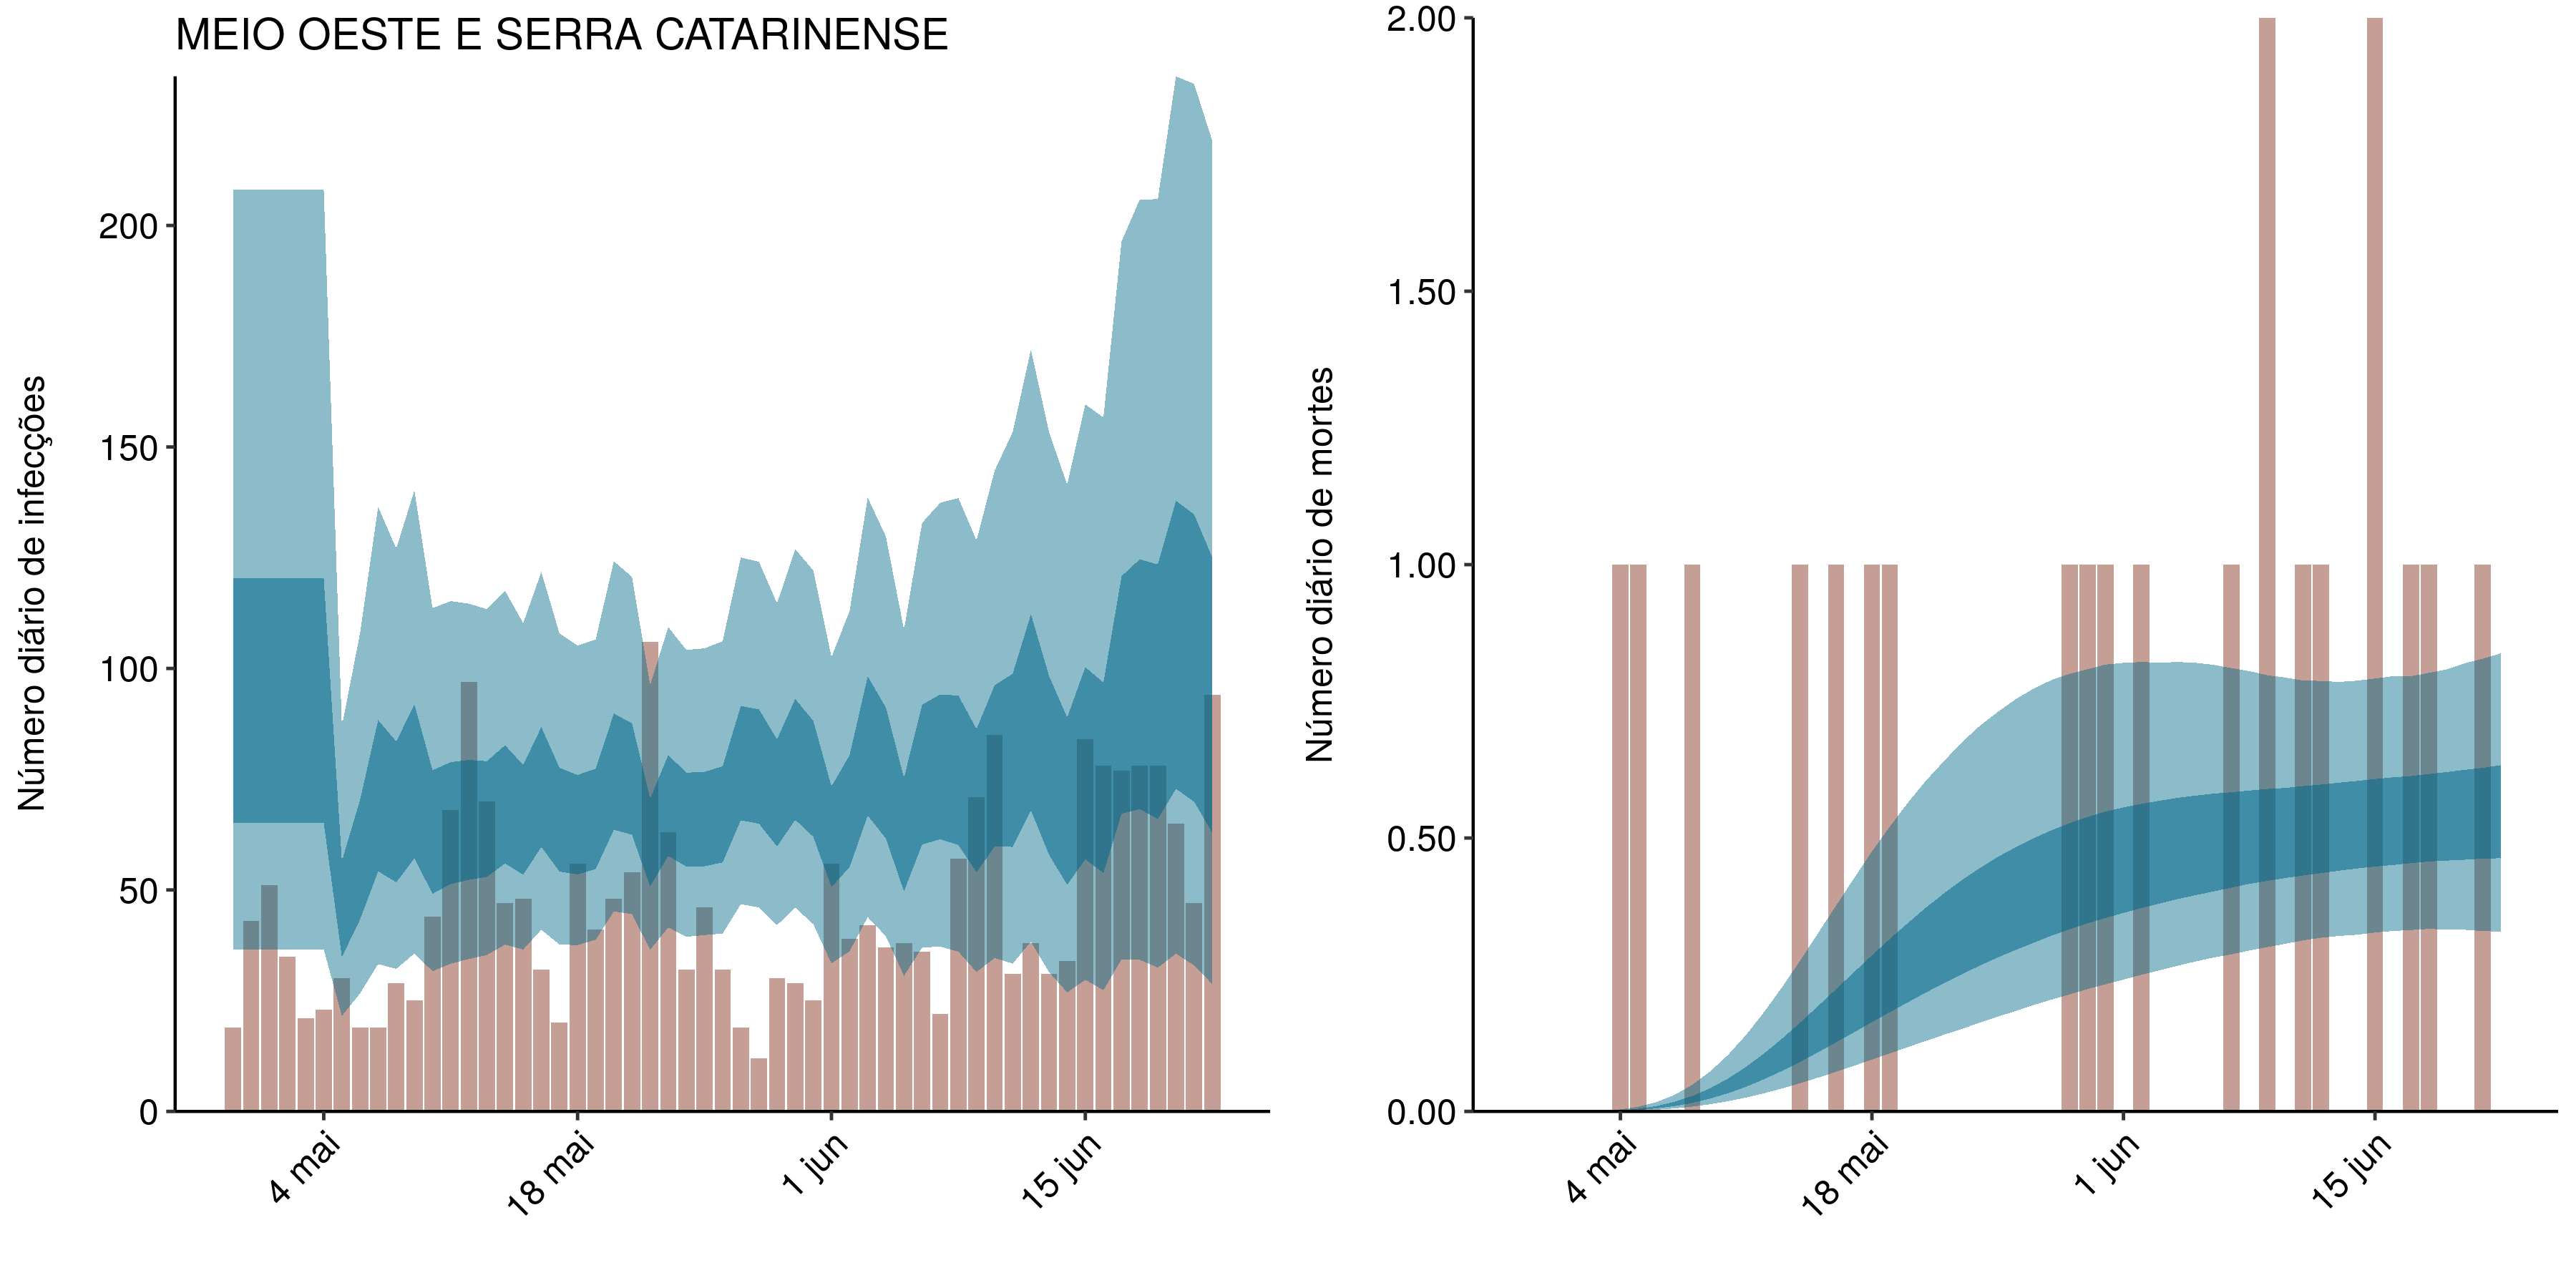 MEIO OESTE E SERRA CATARINENSE
Número diário de infecções
200
150
100
50
0
4 mai
18 mai
1 jun
15 jun
Número diário de mortes
2.00
1.50
1.00
0.50
0.00
4 mai
18 mai
1 jun
15 jun